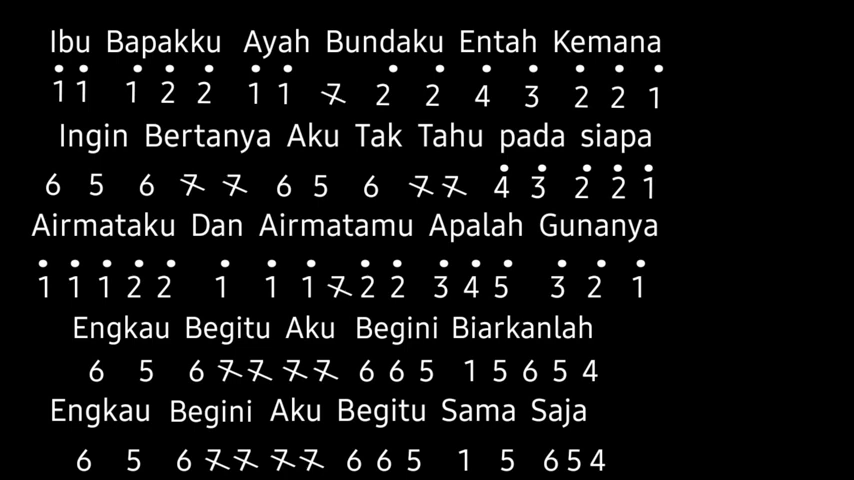 Ibu Bapakku Ayah Bundaku Entah Kemana
1̇ 1̇ 1̇ 2̇ 2̇ 1̇ 1̇ 7̸ 2̇ 2̇ 4̇ 3̇ 2̇ 2̇ 1̇
Ingin Bertanya Aku Tak Tahu pada siapa
6 5 6 7̸ 7̸ 6 5 6 7̸ 7̸ 4̇ 3̇ 2̇ 2̇ 1̇
Airmataku Dan Airmatamu Apalah Gunanya
1̇ 1̇ 1̇ 2̇ 2̇ 1̇ 1̇ 1̇ 7̸ 2̇ 2̇ 3̇ 4̇ 5̇ 3̇ 2̇ 1̇
Engkau Begitu Aku Begini Biarkanlah
6 5 6 7̸ 7̸ 7̸ 7̸ 6 6 5 1 5 6 5 4
Engkau Begini Aku Begitu Sama Saja
6 5 6 7̸ 7̸ 7̸ 7̸ 6 6 5 1 5 6 5 4